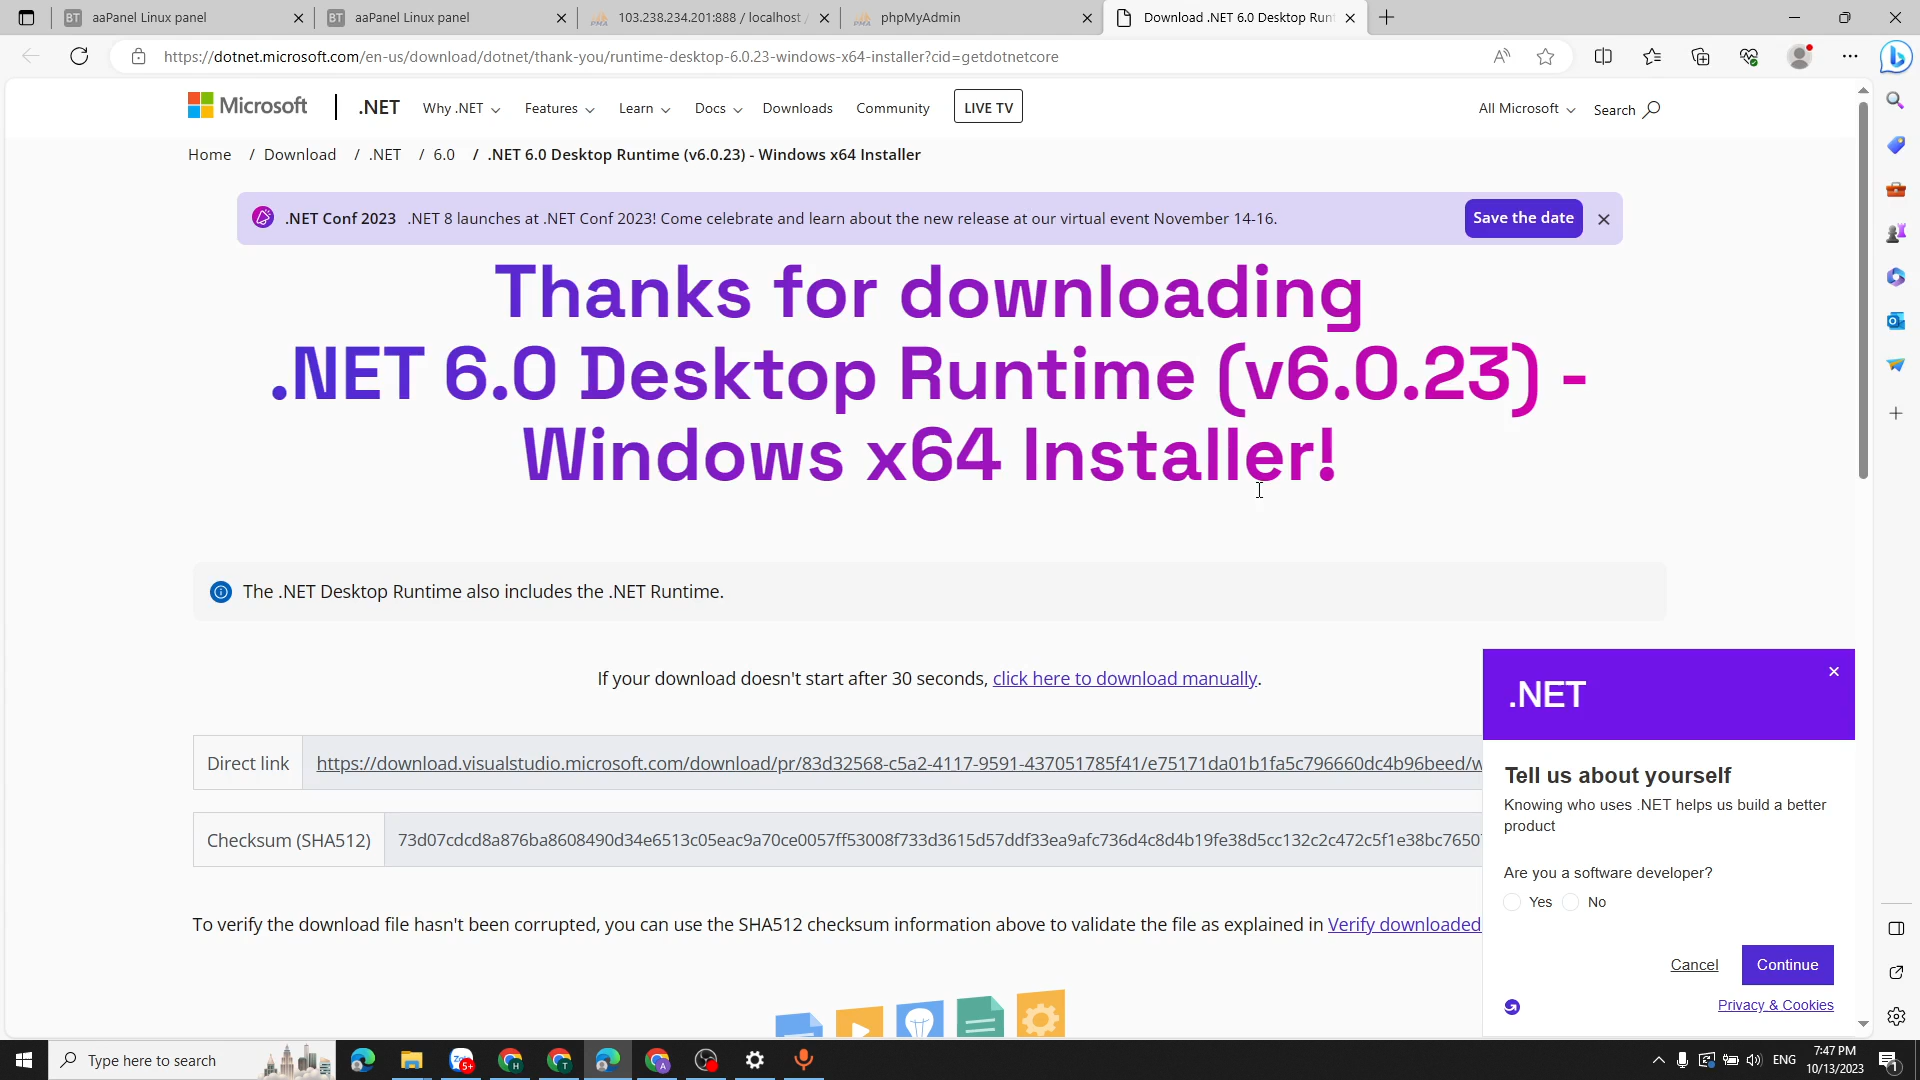 aaPanel Linux panel
aaPanel Linux panel
103.238.234.201:888 / localhost
phpMyAdmin
Download .NET 6.0 Desktop Run
https://dotnet.microsoft.com/en-us/download/dotnet/thank-you/runtime-desktop-6.0.23-windows-x64-installer?cid=getdotnetcore
Microsoft
.NET
Why .NET
Features
Learn
Docs
Downloads
Community
LIVE TV
All Microsoft
Search
Home / Download / .NET / 6.0 / .NET 6.0 Desktop Runtime (v6.0.23) - Windows x64 Installer
.NET Conf 2023 .NET 8 launches at .NET Conf 2023! Come celebrate and learn about the new release at our virtual event November 14-16.
Save the date
Thanks for downloading
.NET 6.0 Desktop Runtime (v6.0.23) -
Windows x64 Installer!
The .NET Desktop Runtime also includes the .NET Runtime.
If your download doesn't start after 30 seconds, click here to download manually.
Direct link
https://download.visualstudio.microsoft.com/download/pr/83d32568-c5a2-4117-9591-437051785f41/e75171da01b1fa5c796660dc4b96beed/w
Checksum (SHA512)
73d07cdcd8a876ba8608490d34e6513c05eac9a70ce0057ff53008f733d3615d57ddf33ea9afc736d4c8d4b19fe38d5cc132c2c472c5f1e38bc7650
To verify the download file hasn't been corrupted, you can use the SHA512 checksum information above to validate the file as explained in Verify downloaded
.NET
Tell us about yourself
Knowing who uses .NET helps us build a better
product
Are you a software developer?
Yes
No
Cancel
Continue
Privacy & Cookies
Type here to search
ENG
7:47 PM
10/13/2023